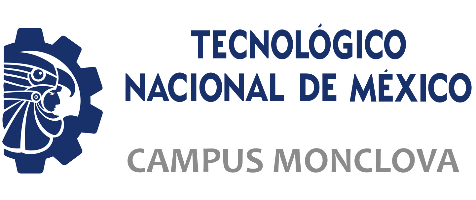 TECNOLÓGICO
NACIONAL DE MÉXICO
CAMPUS MONCLOVA